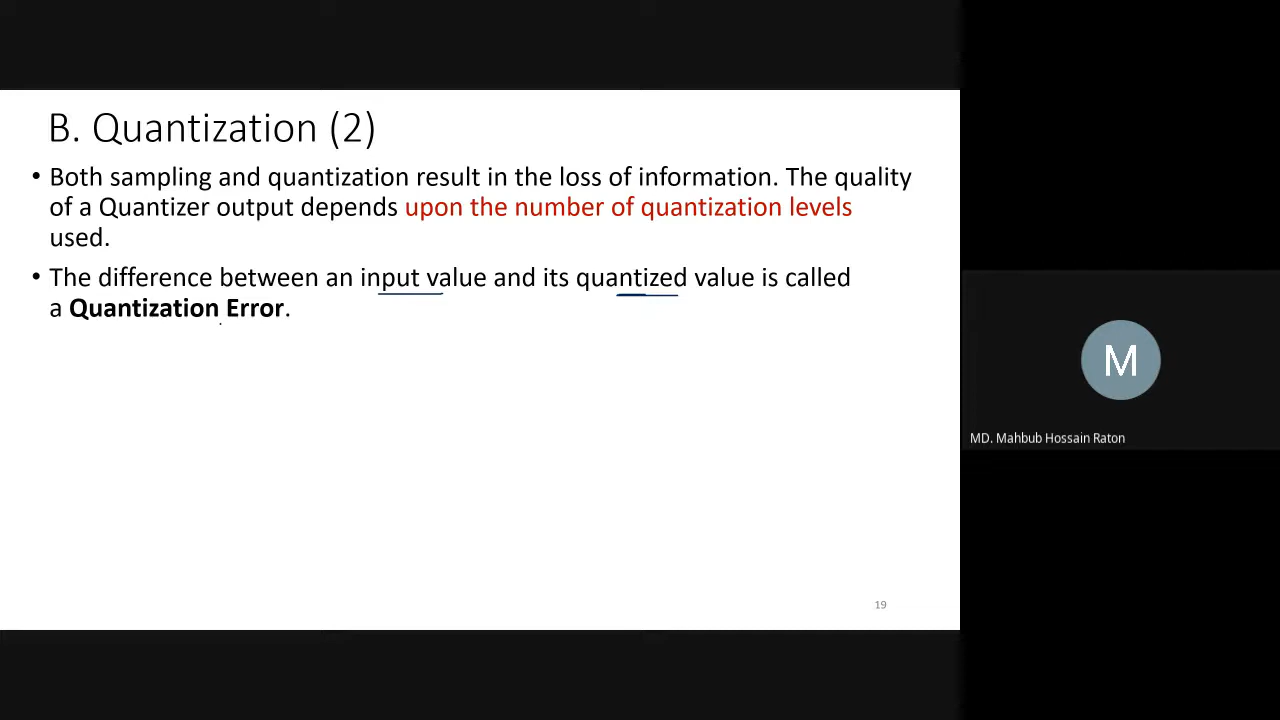 B. Quantization (2)
• Both sampling and quantization result in the loss of information. The quality
of a Quantizer output depends upon the number of quantization levels
used.
• The difference between an input value and its quantized value is called
a Quantization Error.
M
MD. Mahbub Hossain Raton
19